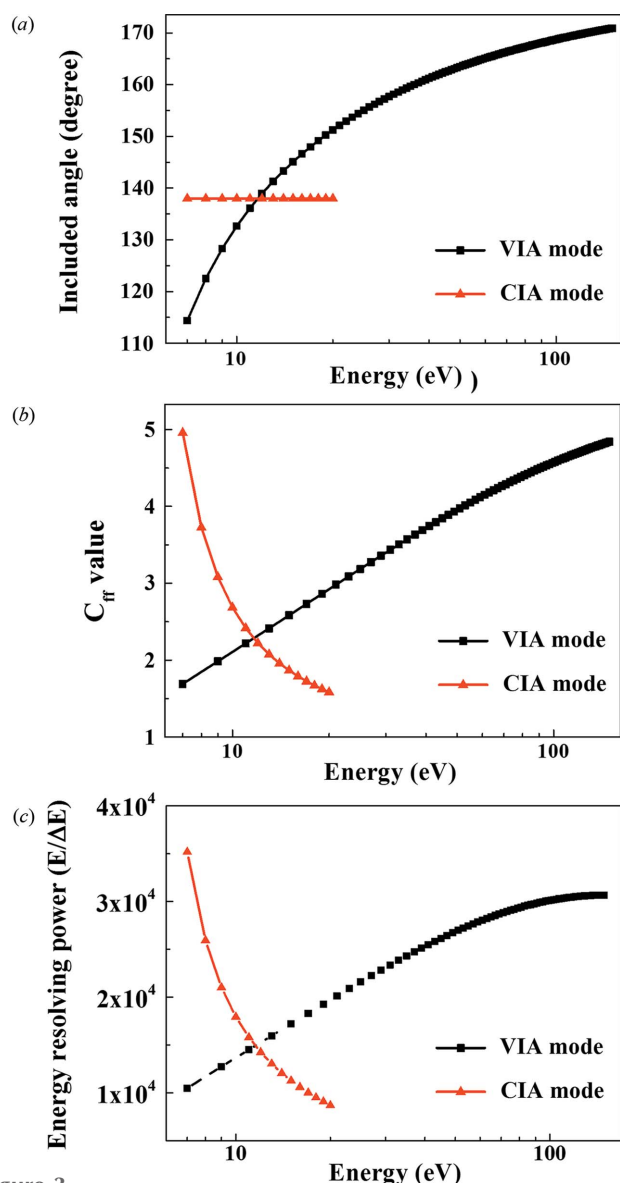 (a)
Included angle (degree)
170
160
150
140
130
120
110
VIA mode
CIA mode
10
100
Energy (eV) )
(b)
C_ff value
5
4
3
2
1
VIA mode
CIA mode
10
100
Energy (eV)
(c)
Energy resolving power (E/ΔE)
4x10⁴
3x10⁴
2x10⁴
1x10⁴
VIA mode
CIA mode
10
100
Energy (eV)